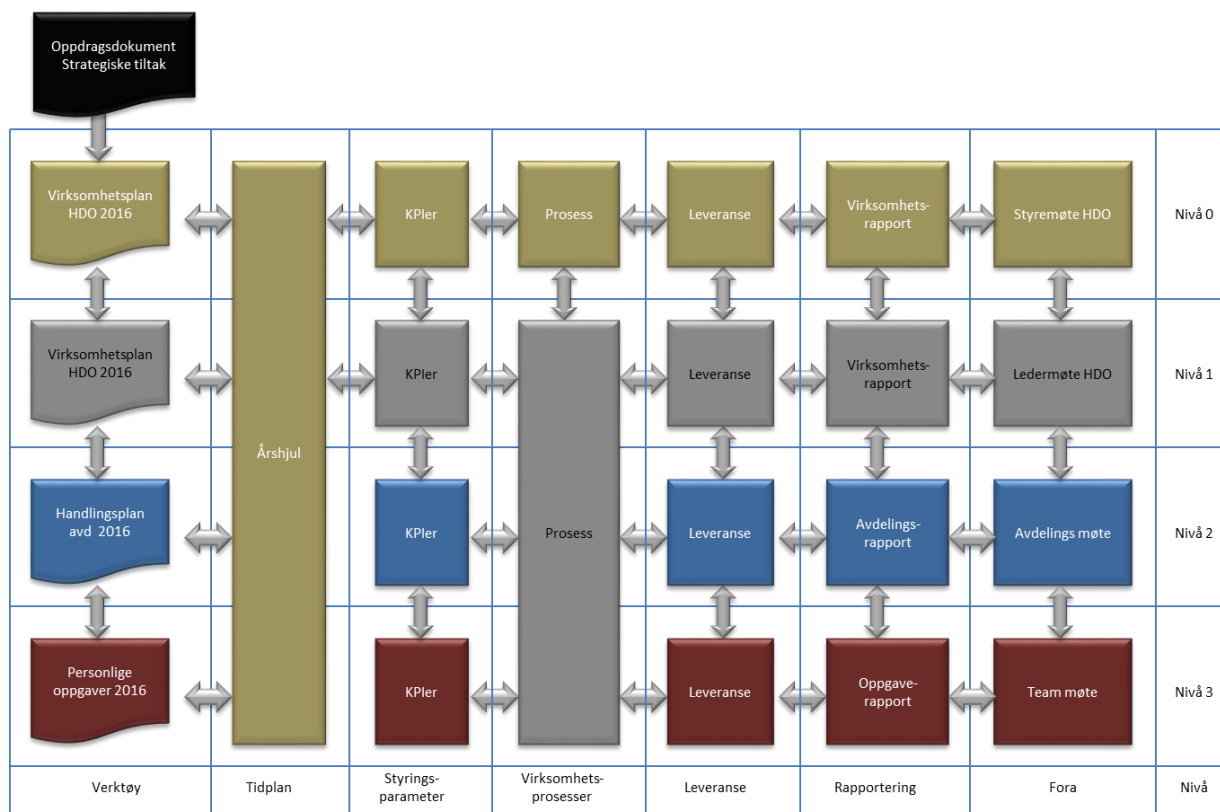 Oppdragsdokument
Strategiske tiltak
Virksomhetsplan
HDO 2016
KPIer
Prosess
Leveranse
Virksomhets-
rapport
Styremøte HDO
Nivå 0
Virksomhetsplan
HDO 2016
KPIer
Leveranse
Virksomhets-
rapport
Ledermøte HDO
Nivå 1
Årshjul
Handlingsplan
avd 2016
KPIer
Prosess
Leveranse
Avdelings-
rapport
Avdelings møte
Nivå 2
Personlige
oppgaver 2016
KPIer
Leveranse
Oppgave-
rapport
Team møte
Nivå 3
Verktøy
Tidplan
Styrings-
parameter
Virksomhets-
prosesser
Leveranse
Rapportering
Fora
Nivå